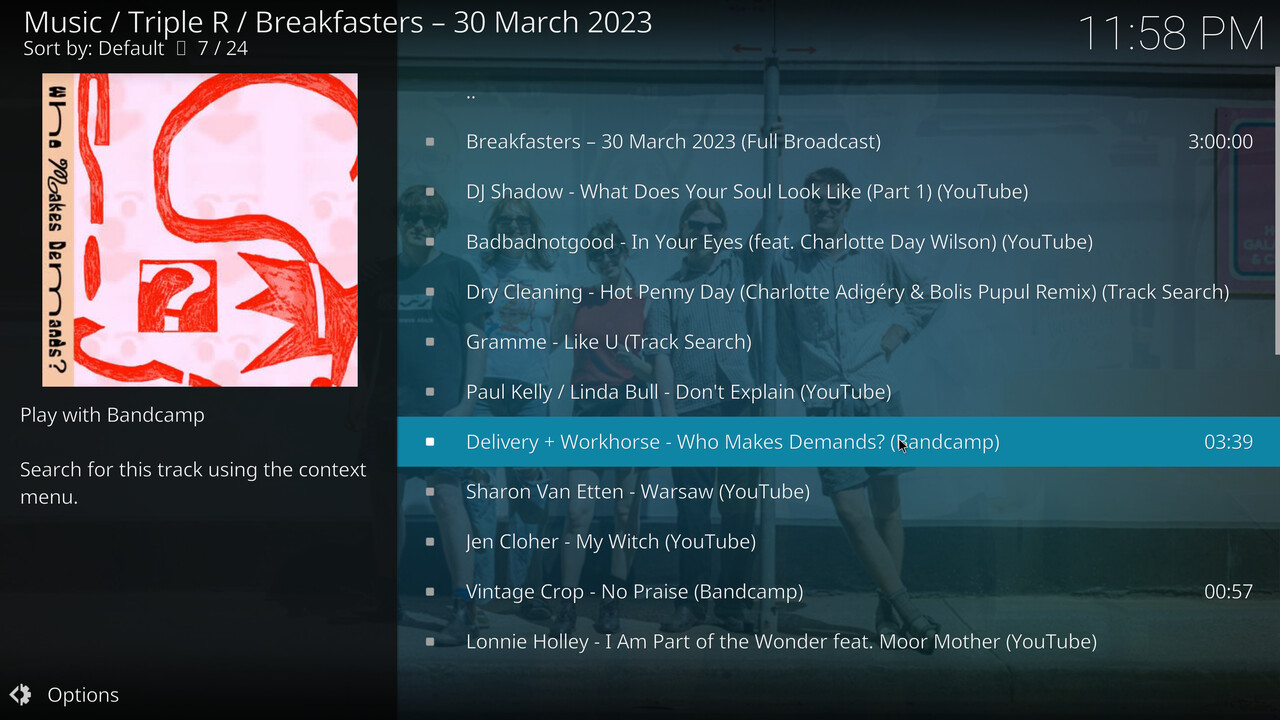 Music / Triple R / Breakfasters – 30 March 2023
Sort by: Default 7 / 24
11:58 PM
Who Makes Demands?
Play with Bandcamp
Search for this track using the context
menu.
..
Breakfasters – 30 March 2023 (Full Broadcast) 3:00:00
DJ Shadow - What Does Your Soul Look Like (Part 1) (YouTube)
Badbadnotgood - In Your Eyes (feat. Charlotte Day Wilson) (YouTube)
Dry Cleaning - Hot Penny Day (Charlotte Adigéry & Bolis Pupul Remix) (Track Search)
Gramme - Like U (Track Search)
Paul Kelly / Linda Bull - Don't Explain (YouTube)
Delivery + Workhorse - Who Makes Demands? (Bandcamp) 03:39
Sharon Van Etten - Warsaw (YouTube)
Jen Cloher - My Witch (YouTube)
Vintage Crop - No Praise (Bandcamp) 00:57
Lonnie Holley - I Am Part of the Wonder feat. Moor Mother (YouTube)
Options